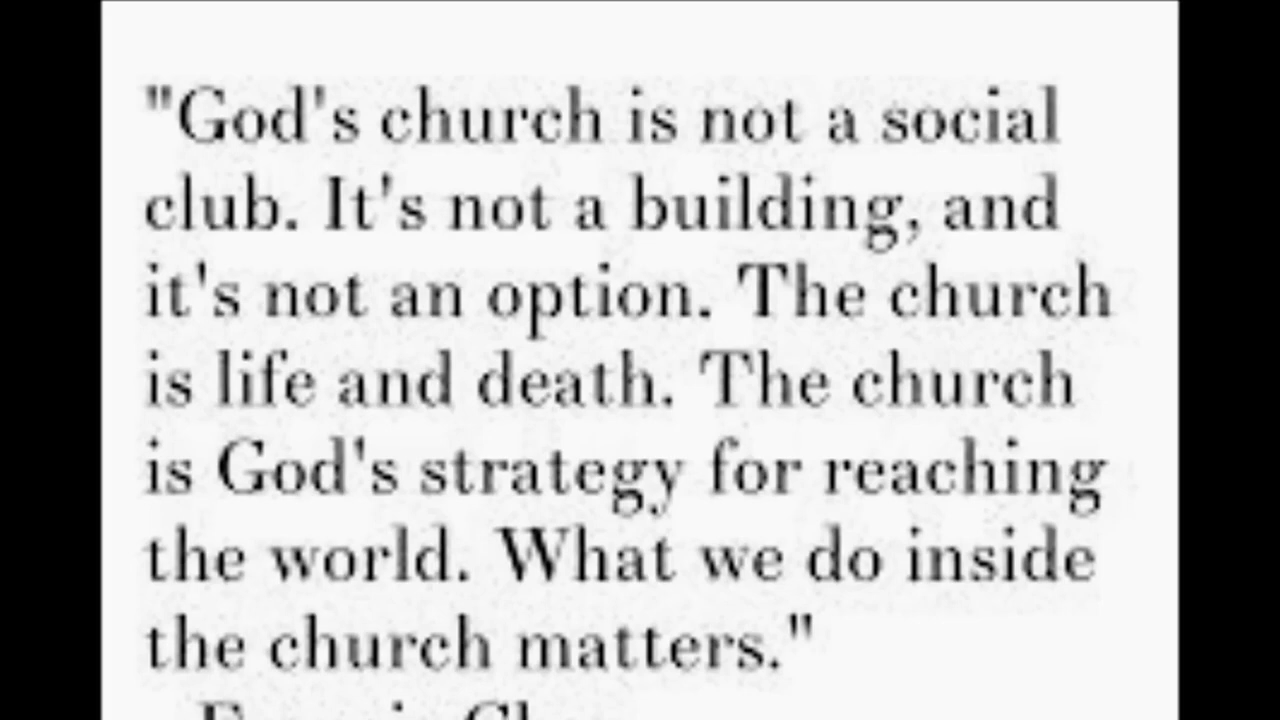 "God's church is not a social
club. It's not a building, and
it's not an option. The church
is life and death. The church
is God's strategy for reaching
the world. What we do inside
the church matters."